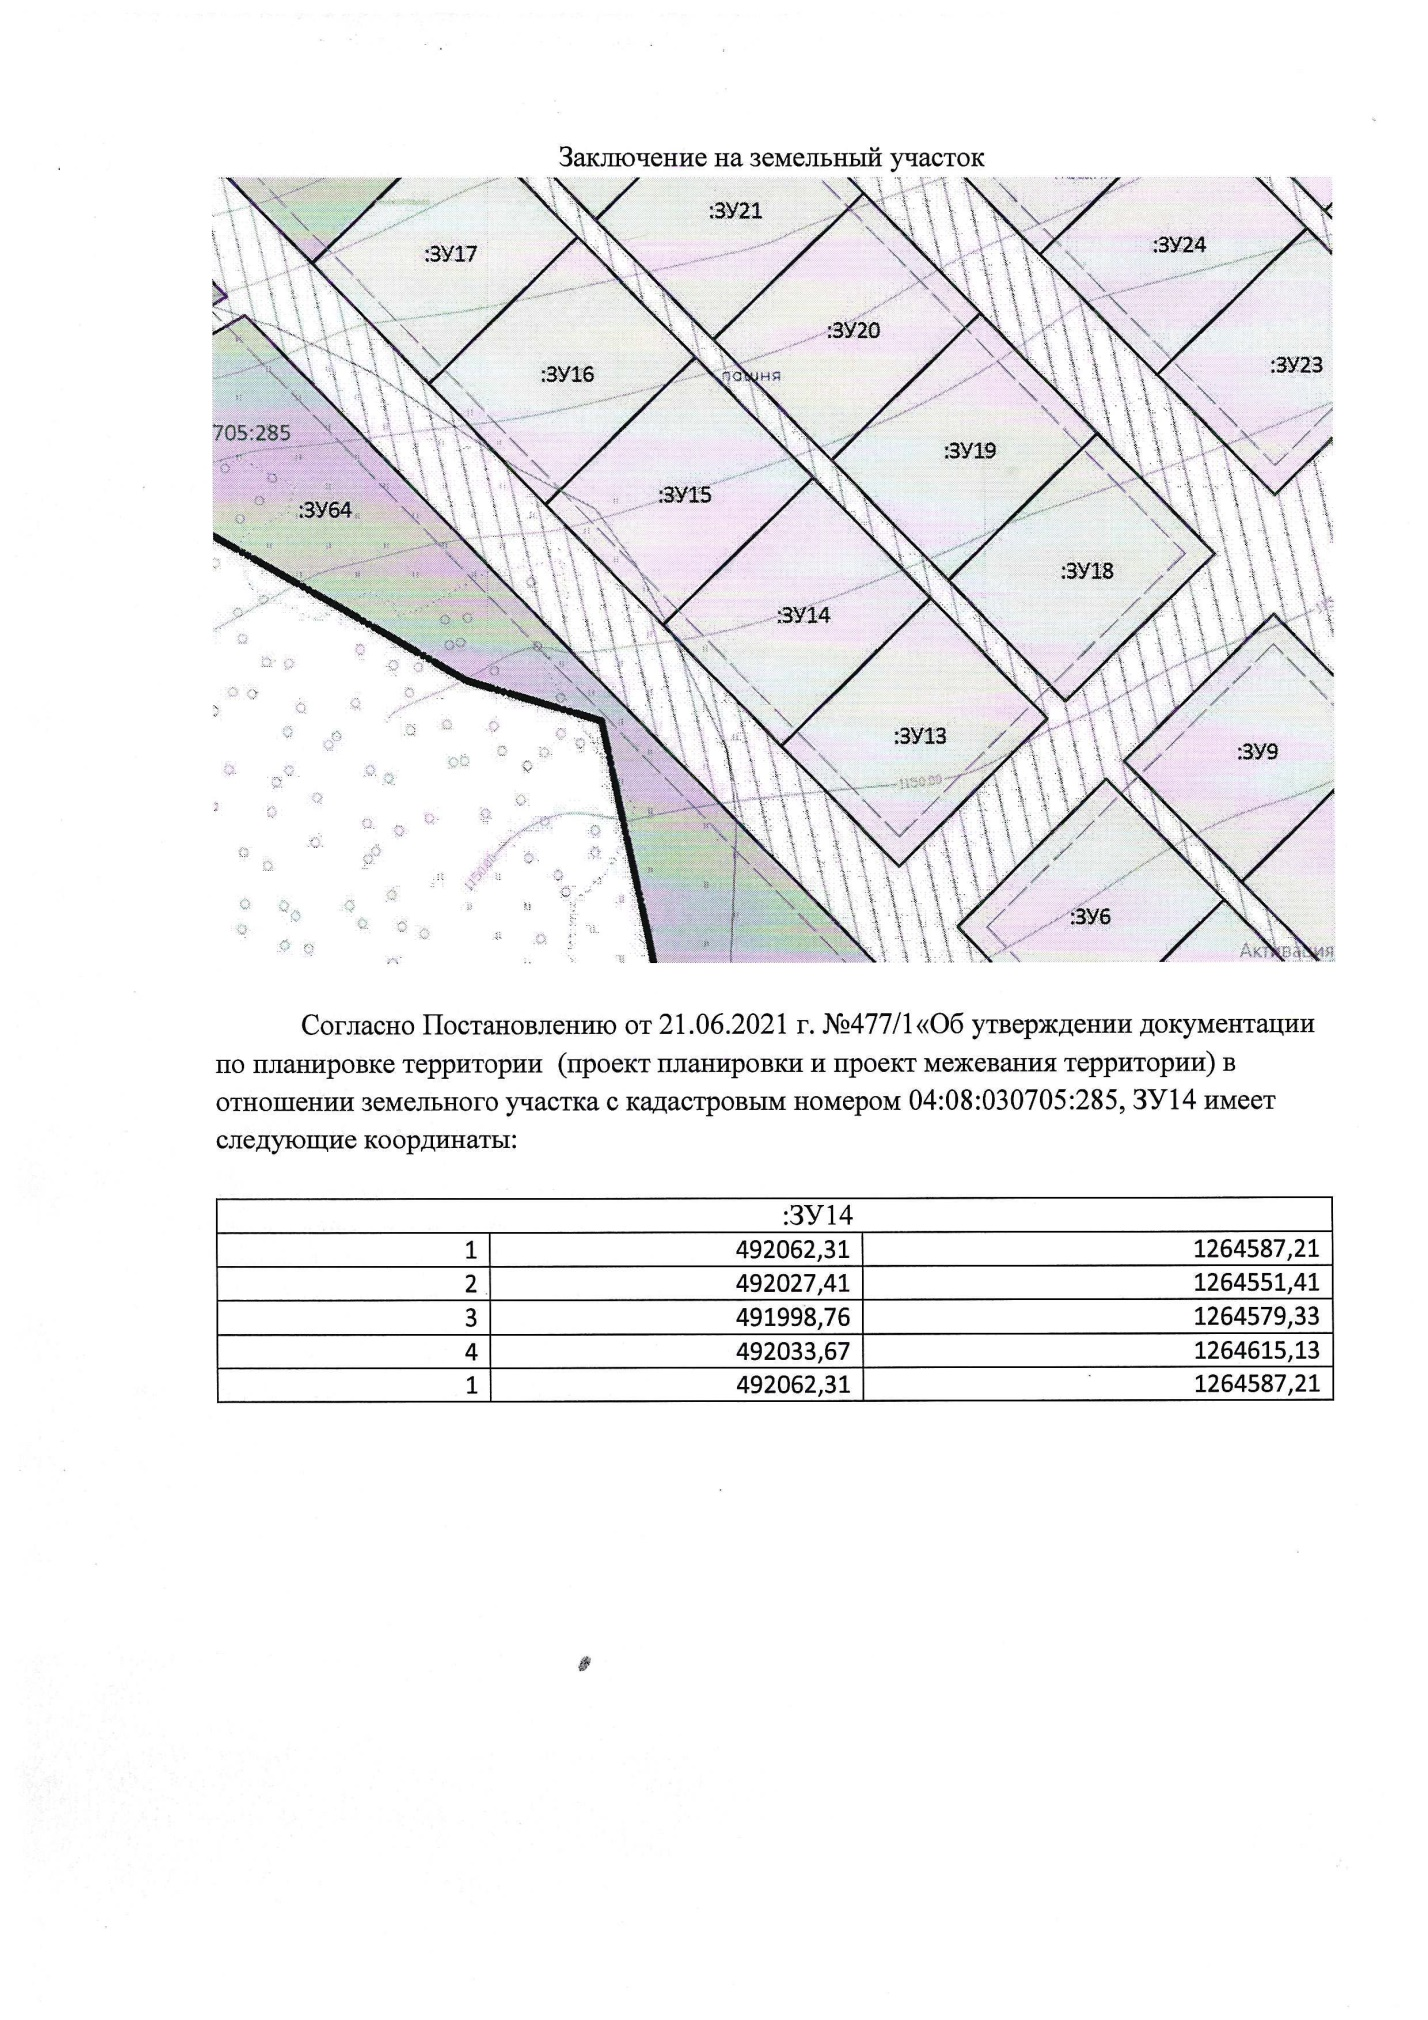 Заключение на земельный участок
:ЗУ21
:ЗУ24
:ЗУ17
:ЗУ20
:ЗУ23
:ЗУ16
пашня
705:285
:ЗУ19
:ЗУ15
:ЗУ64
:ЗУ18
:ЗУ14
:ЗУ13
:ЗУ9
1150.00
1150.00
:ЗУ6
Активация
Согласно Постановлению от 21.06.2021 г. №477/1«Об утверждении документации
по планировке территории (проект планировки и проект межевания территории) в
отношении земельного участка с кадастровым номером 04:08:030705:285, ЗУ14 имеет
следующие координаты:
:ЗУ14
1 492062,31 1264587,21
2 492027,41 1264551,41
3 491998,76 1264579,33
4 492033,67 1264615,13
1 492062,31 1264587,21